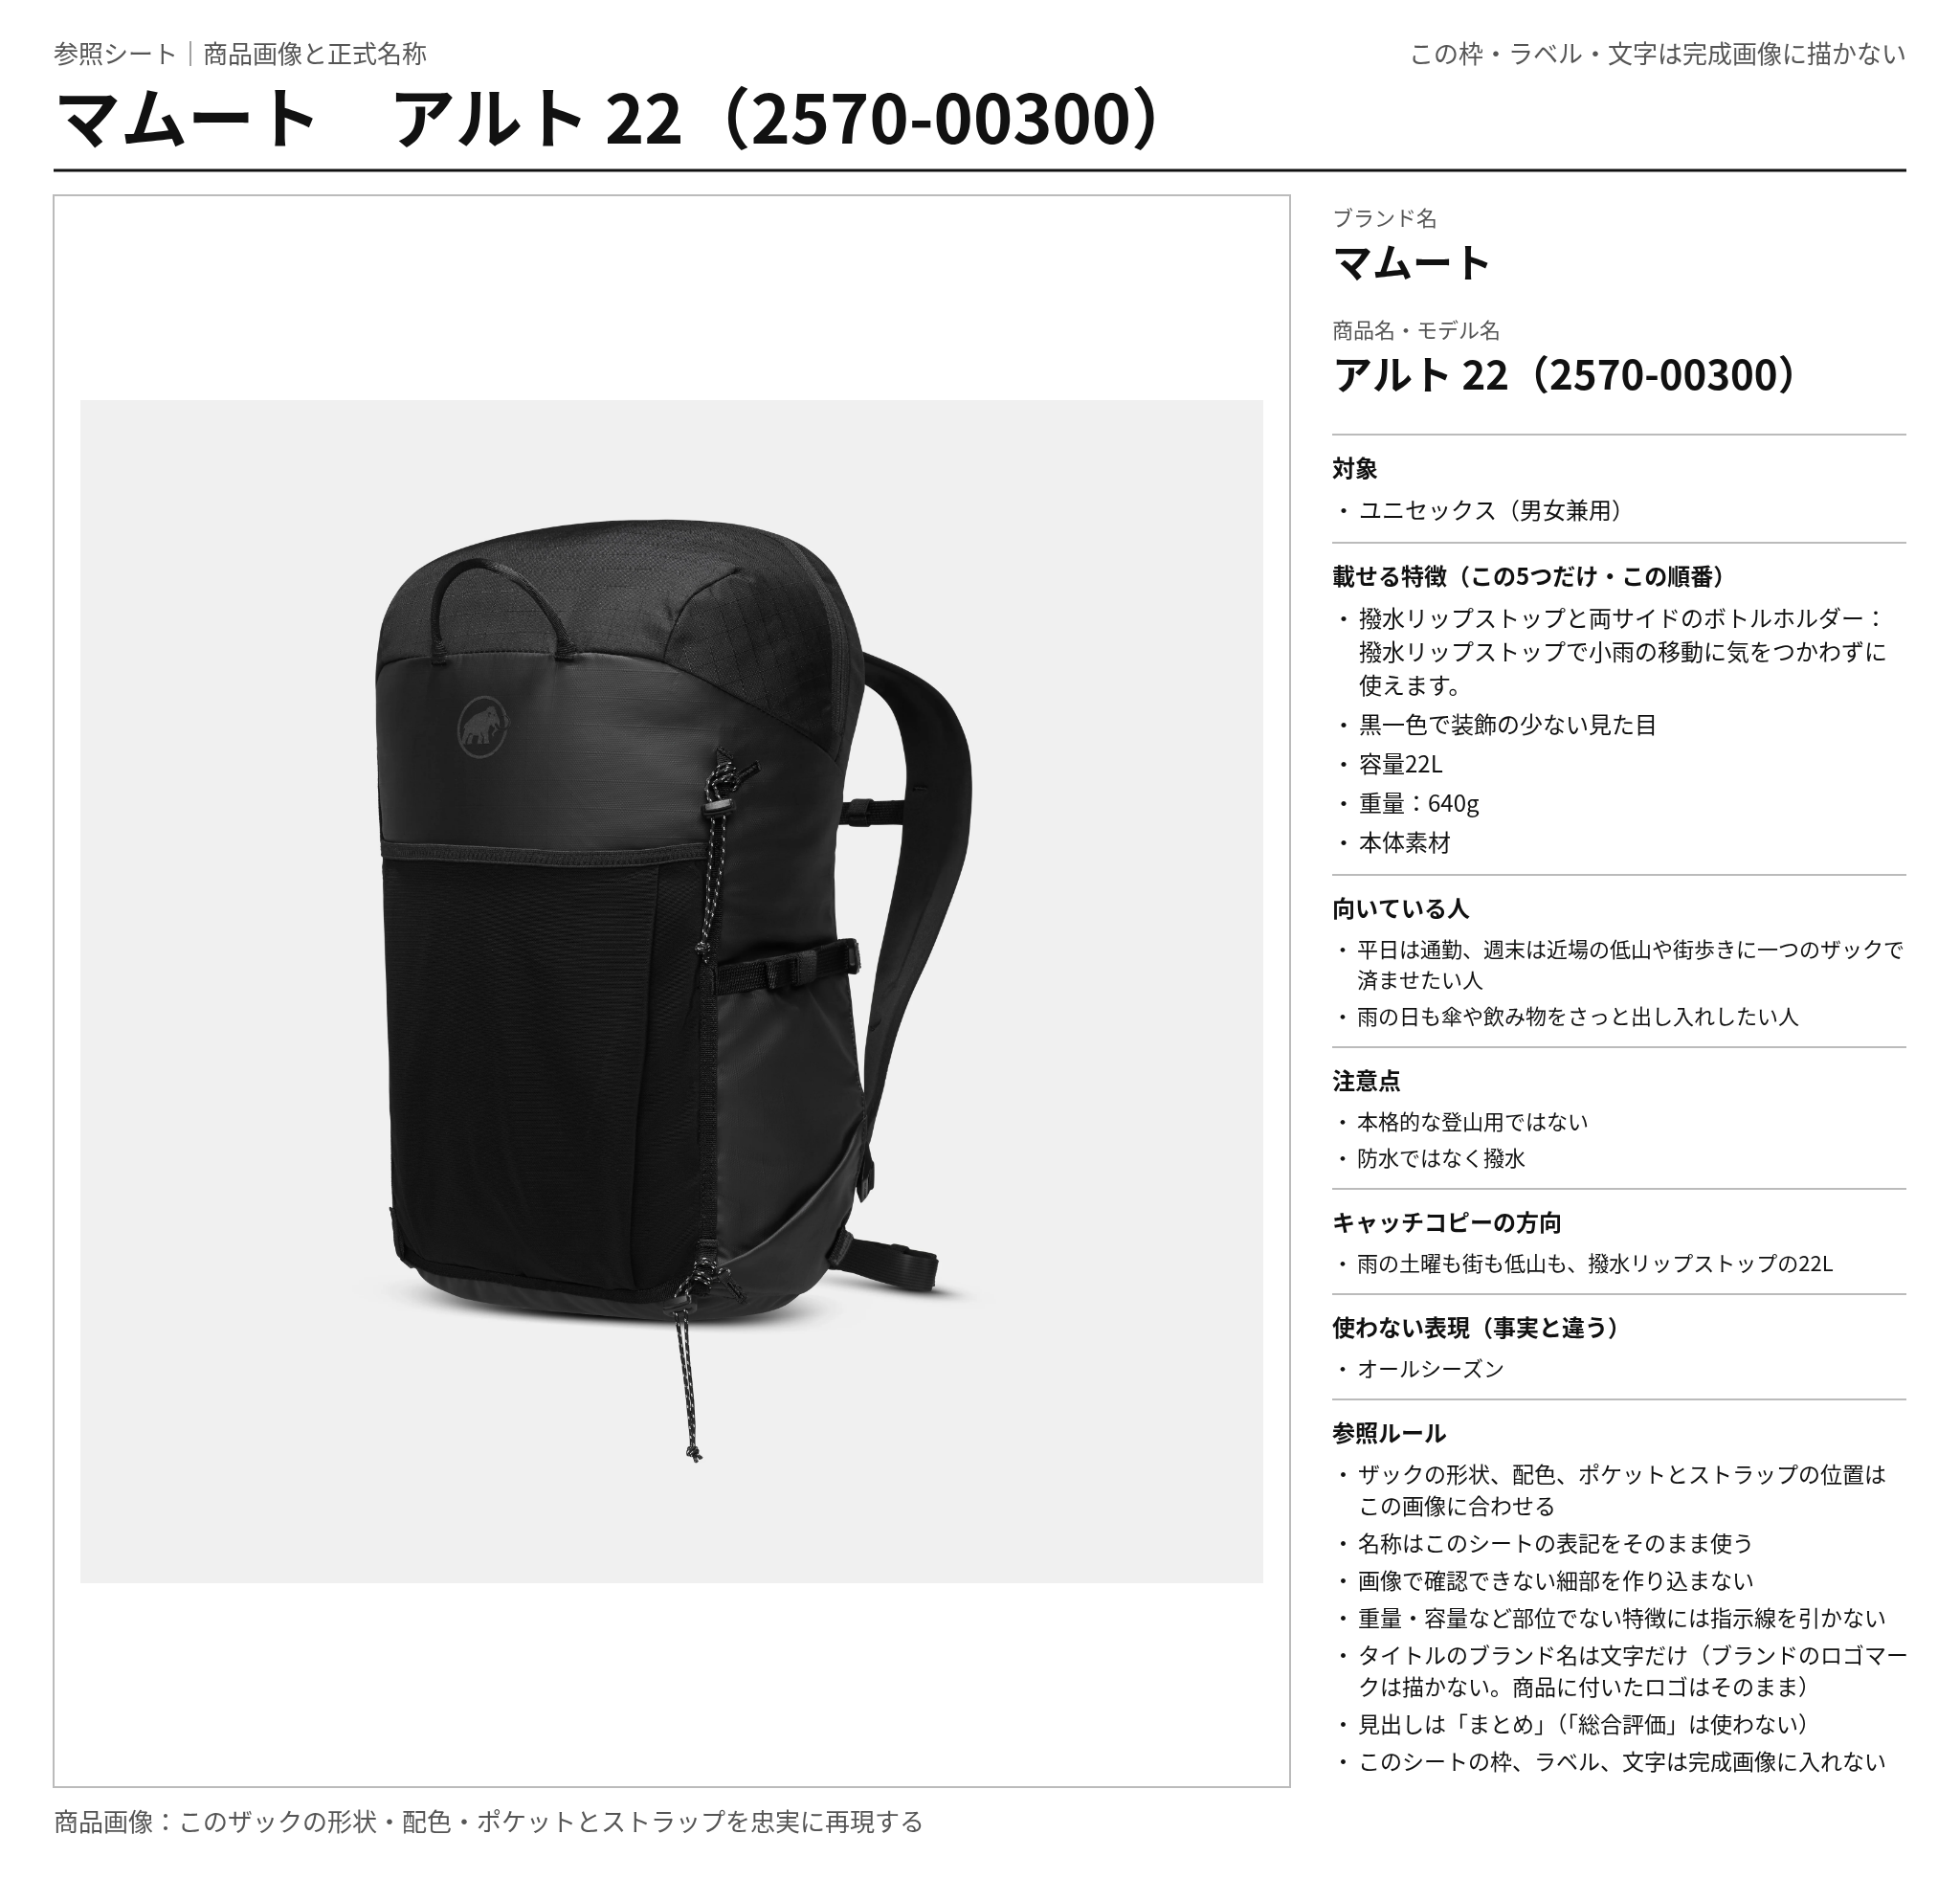 参照シート｜商品画像と正式名称
この枠・ラベル・文字は完成画像に描かない
マムート　アルト 22（2570-00300）
ブランド名
マムート
商品名・モデル名
アルト 22（2570-00300）
対象
・ユニセックス（男女兼用）
載せる特徴（この5つだけ・この順番）
・撥水リップストップと両サイドのボトルホルダー：
撥水リップストップで小雨の移動に気をつかわずに
使えます。
・黒一色で装飾の少ない見た目
・容量22L
・重量：640g
・本体素材
向いている人
・平日は通勤、週末は近場の低山や街歩きに一つのザックで
済ませたい人
・雨の日も傘や飲み物をさっと出し入れしたい人
注意点
・本格的な登山用ではない
・防水ではなく撥水
キャッチコピーの方向
・雨の土曜も街も低山も、撥水リップストップの22L
使わない表現（事実と違う）
・オールシーズン
参照ルール
・ザックの形状、配色、ポケットとストラップの位置は
この画像に合わせる
・名称はこのシートの表記をそのまま使う
・画像で確認できない細部を作り込まない
・重量・容量など部位でない特徴には指示線を引かない
・タイトルのブランド名は文字だけ（ブランドのロゴマー
クは描かない。商品に付いたロゴはそのまま）
・見出しは「まとめ」（「総合評価」は使わない）
・このシートの枠、ラベル、文字は完成画像に入れない
商品画像：このザックの形状・配色・ポケットとストラップを忠実に再現する